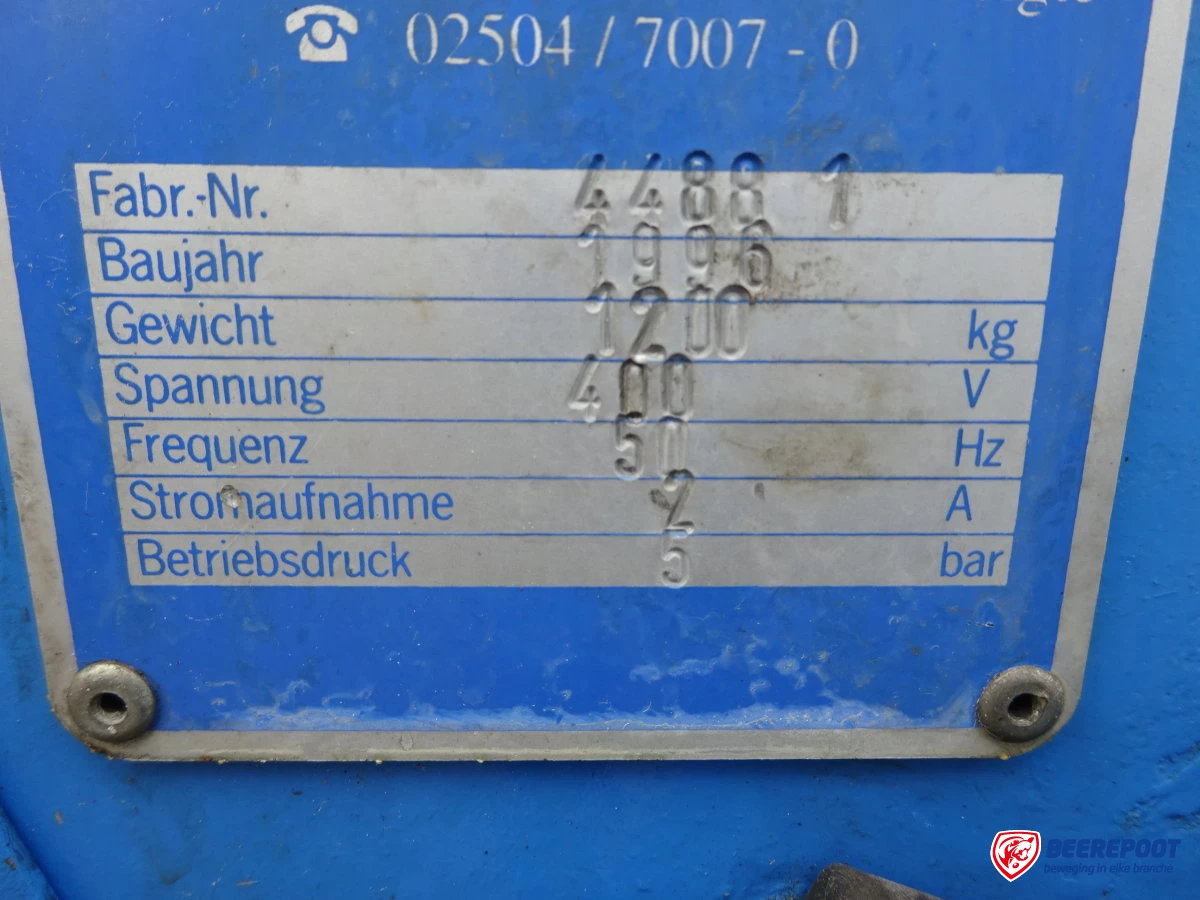 02504 / 7007 - 0
Fabr.-Nr. 4488 1
Baujahr 1996
Gewicht 1200 kg
Spannung 400 V
Frequenz 50 Hz
Stromaufnahme 2 A
Betriebsdruck 5 bar
BEEREPOOT
beweging in elke branche